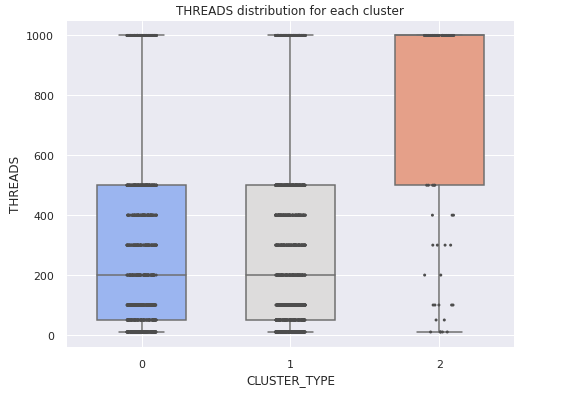 THREADS distribution for each cluster
1000
800
600
400
200
0
THREADS
0 1 2
CLUSTER_TYPE